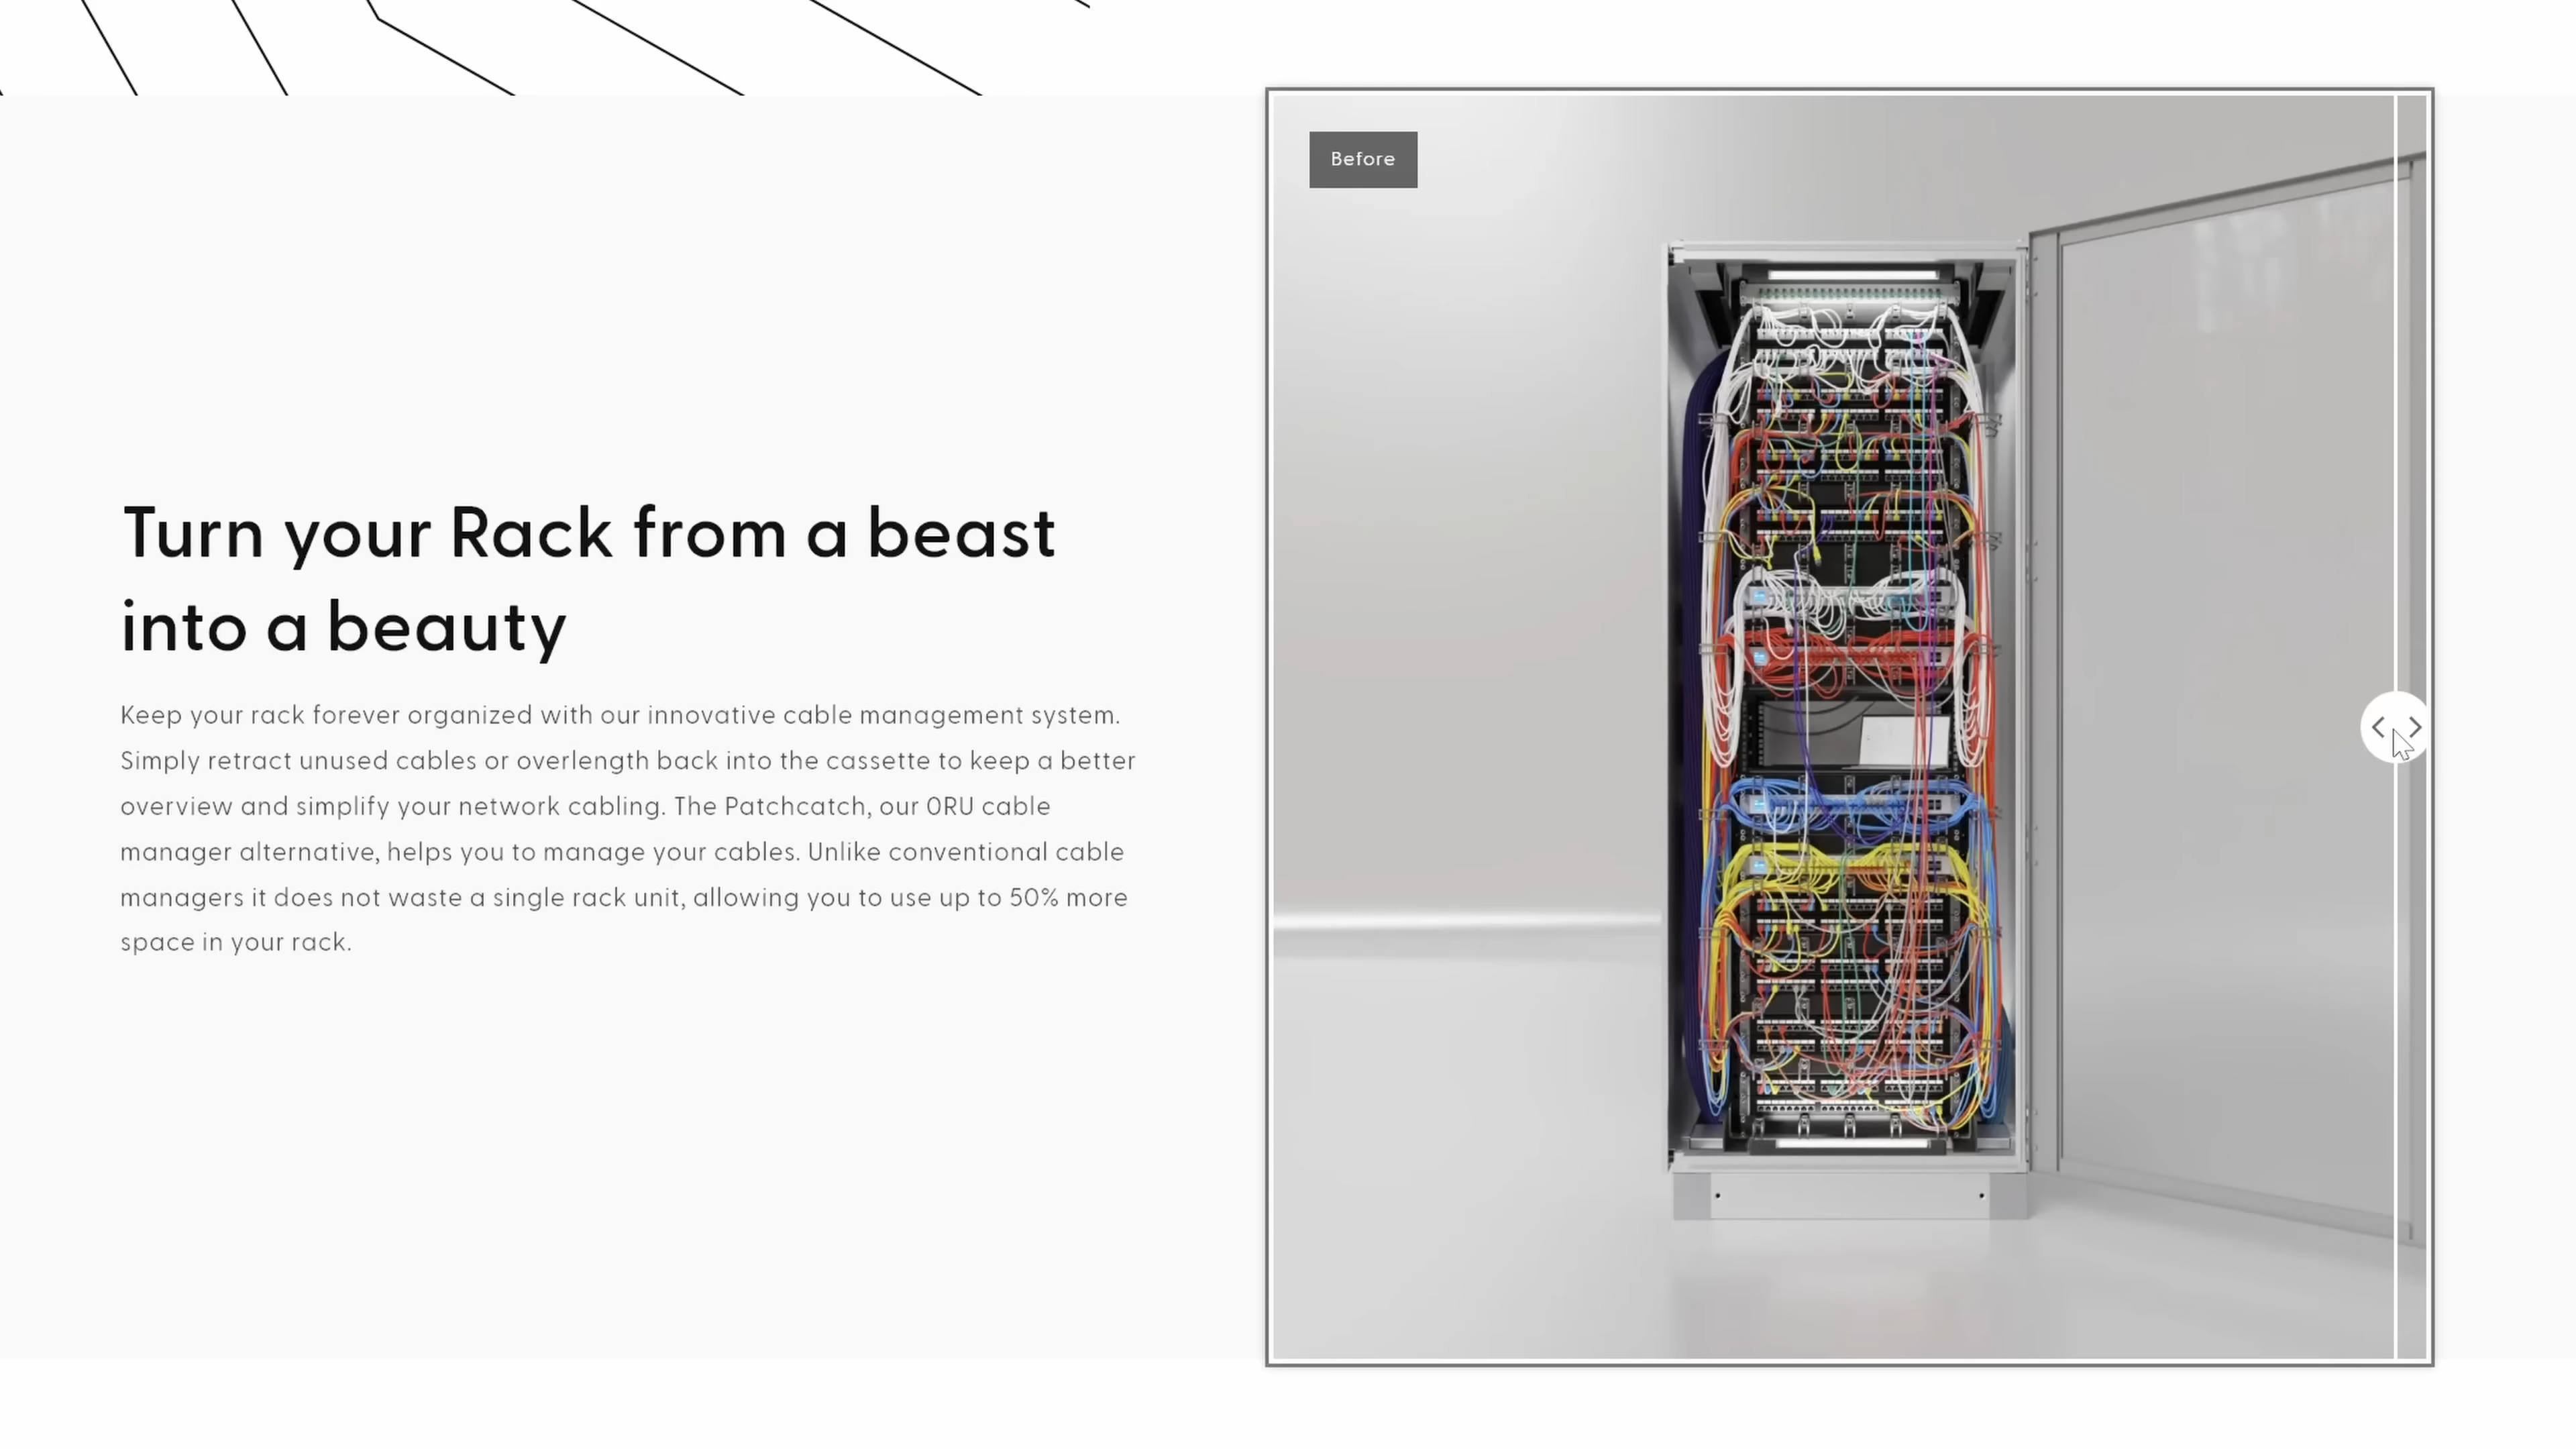 Before
Turn your Rack from a beast
into a beauty
Keep your rack forever organized with our innovative cable management system.
Simply retract unused cables or overlength back into the cassette to keep a better
overview and simplify your network cabling. The Patchcatch, our 0RU cable
manager alternative, helps you to manage your cables. Unlike conventional cable
managers it does not waste a single rack unit, allowing you to use up to 50% more
space in your rack.